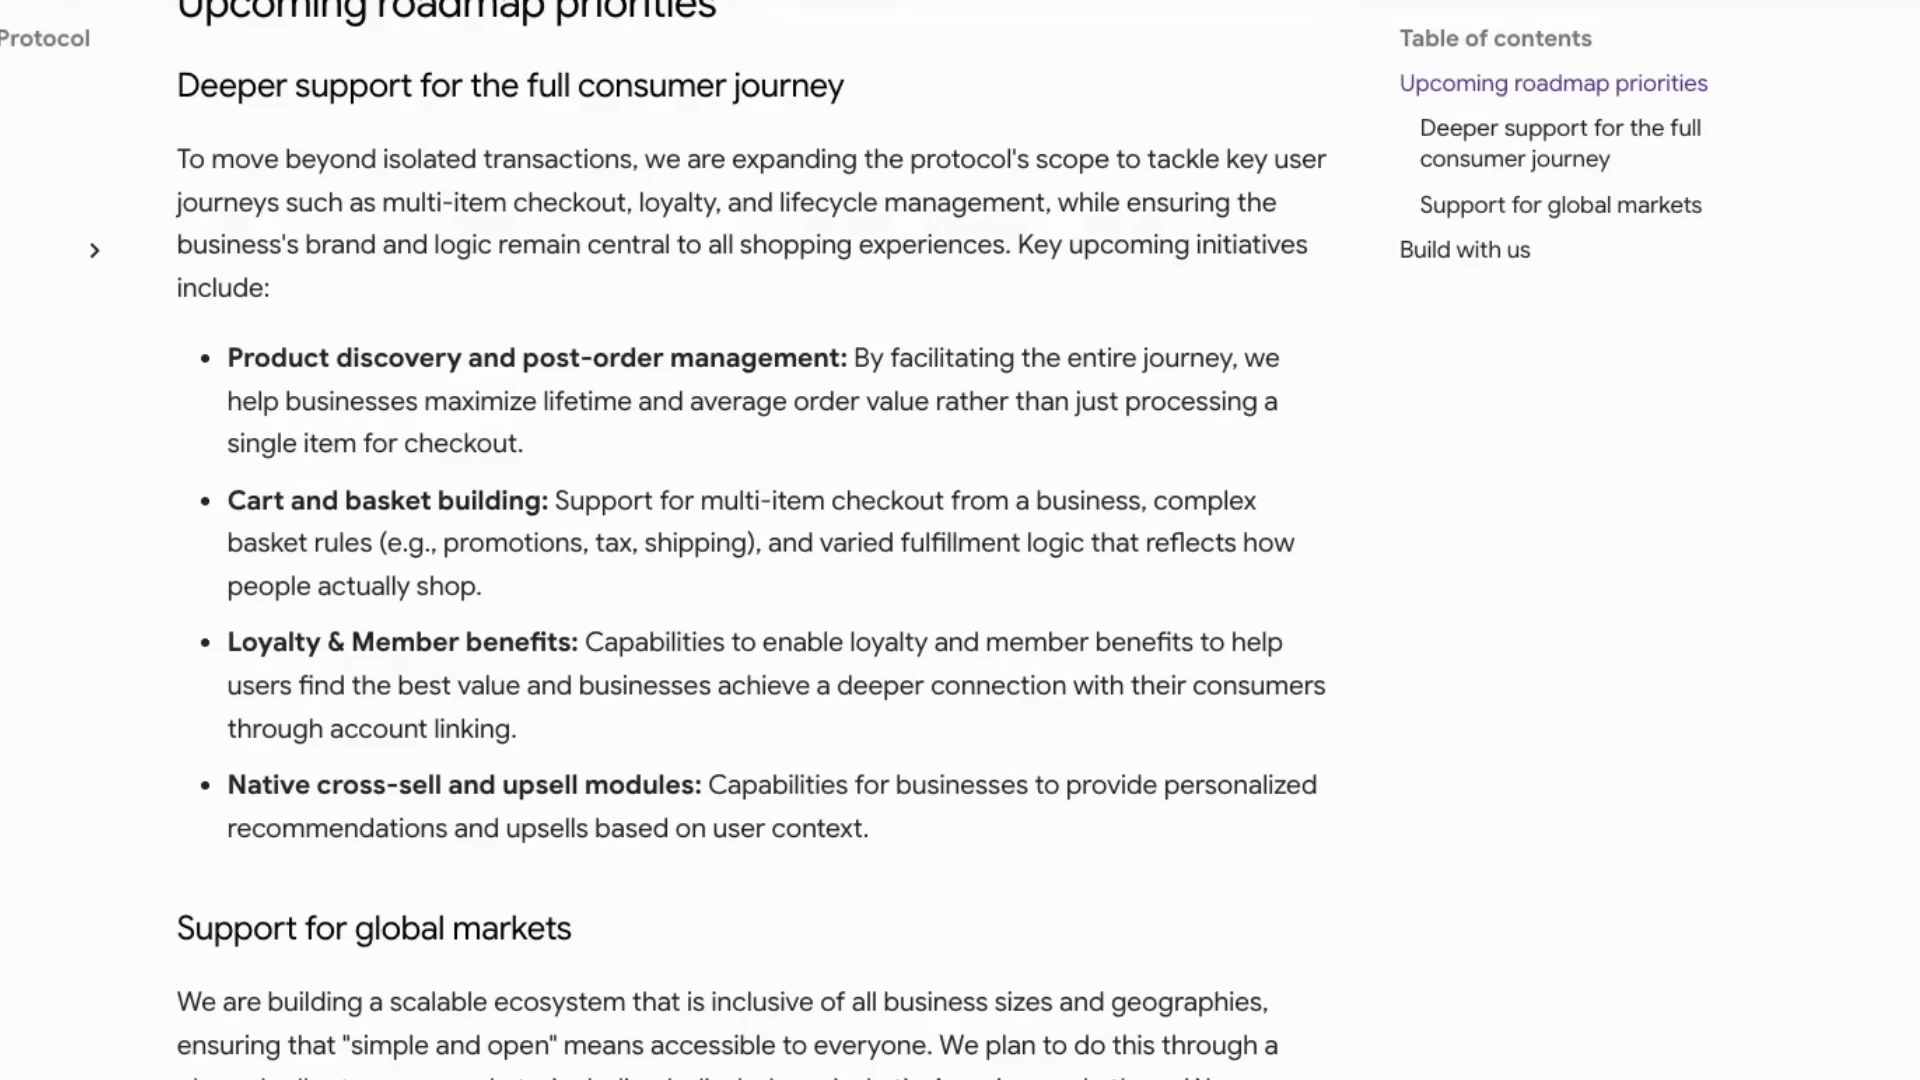 Upcoming roadmap priorities
Protocol
Table of contents
Upcoming roadmap priorities
Deeper support for the full
consumer journey
Support for global markets
Build with us
Deeper support for the full consumer journey
To move beyond isolated transactions, we are expanding the protocol's scope to tackle key user
journeys such as multi-item checkout, loyalty, and lifecycle management, while ensuring the
business's brand and logic remain central to all shopping experiences. Key upcoming initiatives
include:
• Product discovery and post-order management: By facilitating the entire journey, we
help businesses maximize lifetime and average order value rather than just processing a
single item for checkout.
• Cart and basket building: Support for multi-item checkout from a business, complex
basket rules (e.g., promotions, tax, shipping), and varied fulfillment logic that reflects how
people actually shop.
• Loyalty & Member benefits: Capabilities to enable loyalty and member benefits to help
users find the best value and businesses achieve a deeper connection with their consumers
through account linking.
• Native cross-sell and upsell modules: Capabilities for businesses to provide personalized
recommendations and upsells based on user context.
Support for global markets
We are building a scalable ecosystem that is inclusive of all business sizes and geographies,
ensuring that "simple and open" means accessible to everyone. We plan to do this through a